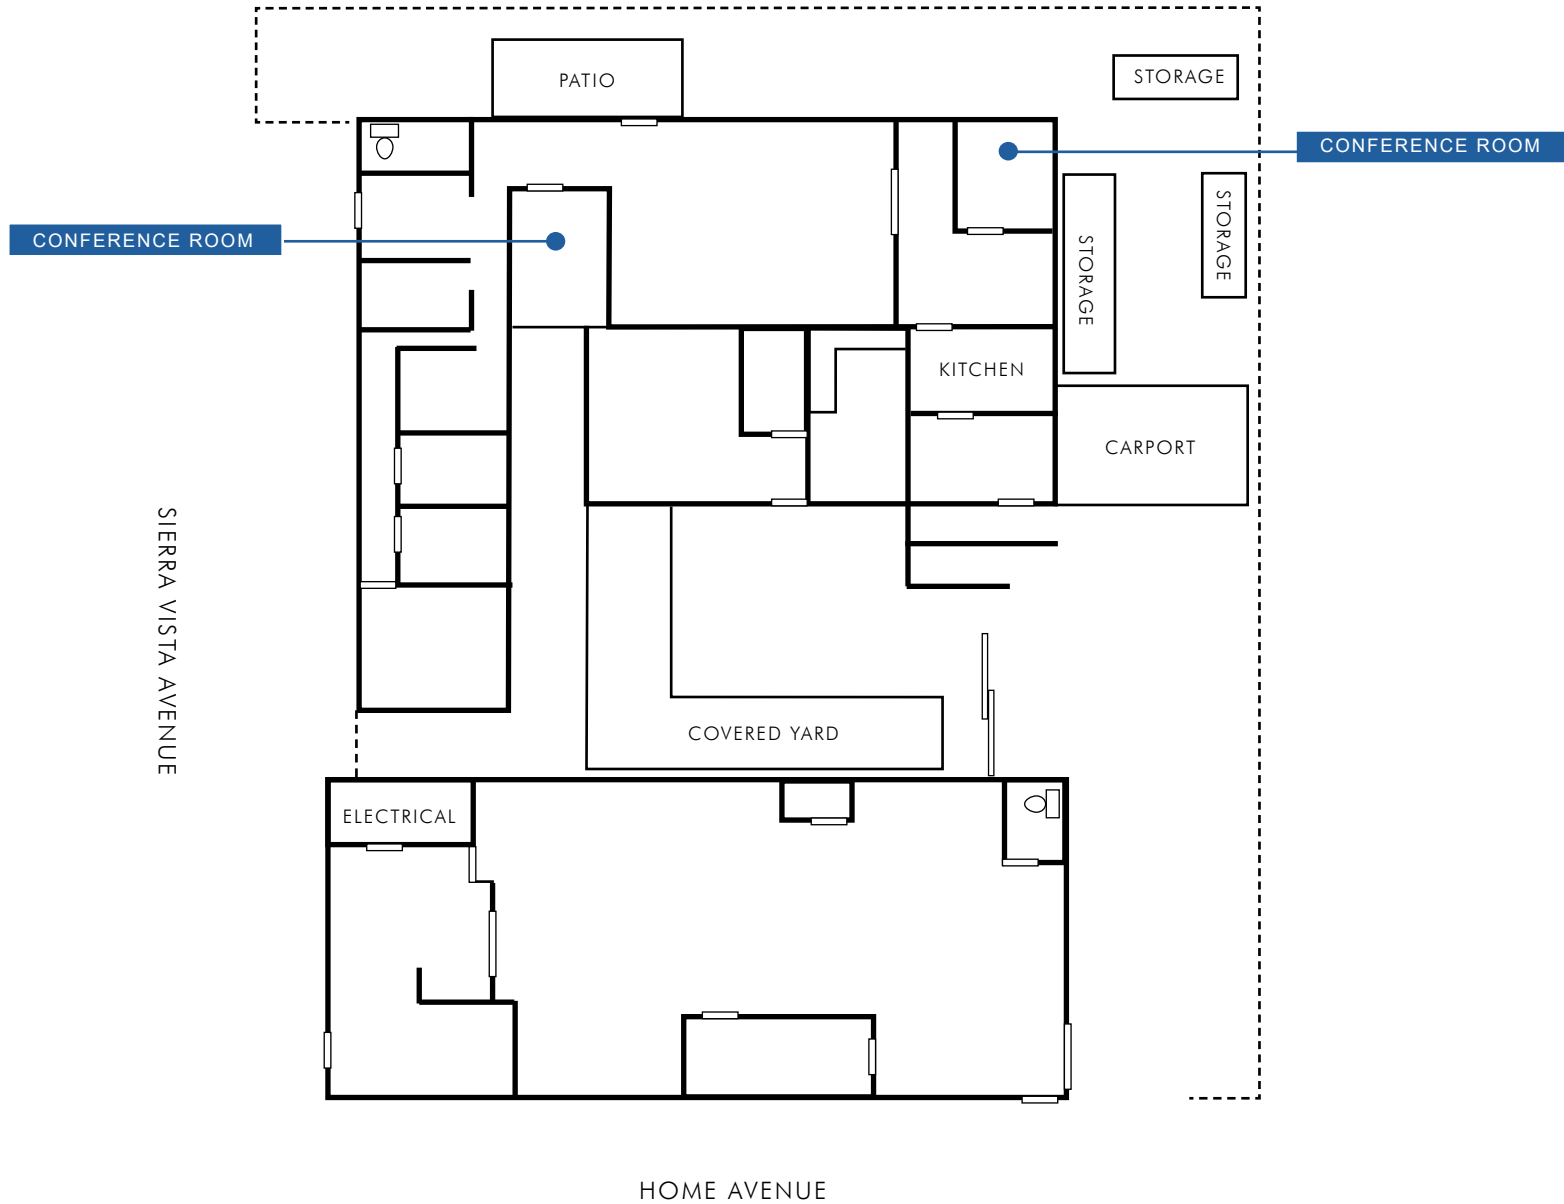 PATIO
STORAGE
CONFERENCE ROOM
STORAGE
CONFERENCE ROOM
STORAGE
KITCHEN
CARPORT
SIERRA VISTA AVENUE
COVERED YARD
ELECTRICAL
HOME AVENUE